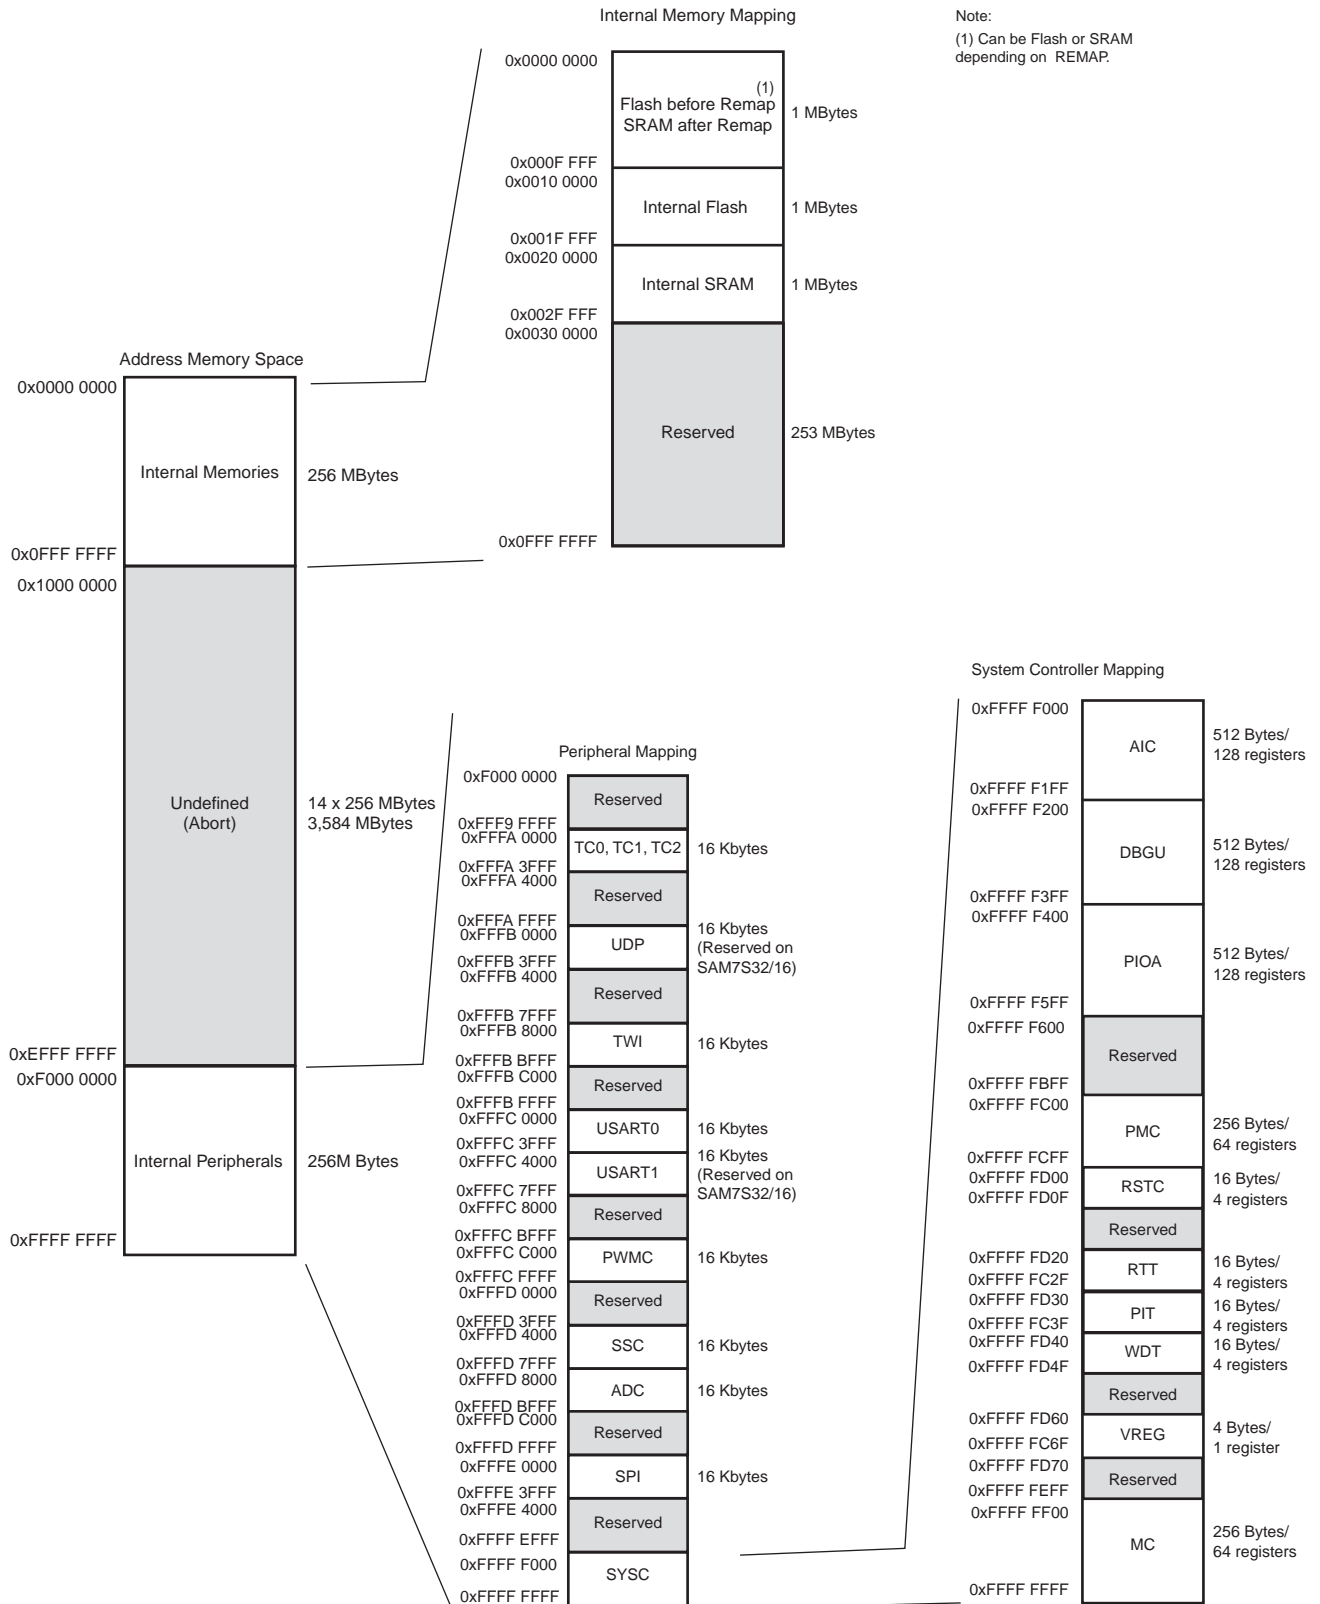 Internal Memory Mapping
Note:
(1) Can be Flash or SRAM
depending on REMAP.
0x0000 0000
(1)
Flash before Remap
SRAM after Remap
1 MBytes
0x000F FFF
0x0010 0000
Internal Flash
1 MBytes
0x001F FFF
0x0020 0000
Internal SRAM
1 MBytes
0x002F FFF
0x0030 0000
Reserved
253 MBytes
0x0FFF FFFF
Address Memory Space
0x0000 0000
Internal Memories
256 MBytes
0x0FFF FFFF
0x1000 0000
Undefined
(Abort)
14 x 256 MBytes
3,584 MBytes
0xEFFF FFFF
0xF000 0000
Internal Peripherals
256M Bytes
0xFFFF FFFF
Peripheral Mapping
0xF000 0000
Reserved
0xFFF9 FFFF
0xFFFA 0000
TC0, TC1, TC2
16 Kbytes
0xFFFA 3FFF
0xFFFA 4000
Reserved
0xFFFA FFFF
0xFFFB 0000
UDP
16 Kbytes
(Reserved on
SAM7S32/16)
0xFFFB 3FFF
0xFFFB 4000
Reserved
0xFFFB 7FFF
0xFFFB 8000
TWI
16 Kbytes
0xFFFB BFFF
0xFFFB C000
Reserved
0xFFFB FFFF
0xFFFC 0000
USART0
16 Kbytes
0xFFFC 3FFF
0xFFFC 4000
USART1
16 Kbytes
(Reserved on
SAM7S32/16)
0xFFFC 7FFF
0xFFFC 8000
Reserved
0xFFFC BFFF
0xFFFC C000
PWMC
16 Kbytes
0xFFFC FFFF
0xFFFD 0000
Reserved
0xFFFD 3FFF
0xFFFD 4000
SSC
16 Kbytes
0xFFFD 7FFF
0xFFFD 8000
ADC
16 Kbytes
0xFFFD BFFF
0xFFFD C000
Reserved
0xFFFD FFFF
0xFFFE 0000
SPI
16 Kbytes
0xFFFE 3FFF
0xFFFE 4000
Reserved
0xFFFF EFFF
0xFFFF F000
SYSC
0xFFFF FFFF
System Controller Mapping
0xFFFF F000
AIC
512 Bytes/
128 registers
0xFFFF F1FF
0xFFFF F200
DBGU
512 Bytes/
128 registers
0xFFFF F3FF
0xFFFF F400
PIOA
512 Bytes/
128 registers
0xFFFF F5FF
0xFFFF F600
Reserved
0xFFFF FBFF
0xFFFF FC00
PMC
256 Bytes/
64 registers
0xFFFF FCFF
0xFFFF FD00
RSTC
16 Bytes/
4 registers
0xFFFF FD0F
Reserved
0xFFFF FD20
RTT
16 Bytes/
4 registers
0xFFFF FC2F
0xFFFF FD30
PIT
16 Bytes/
4 registers
0xFFFF FC3F
0xFFFF FD40
WDT
16 Bytes/
4 registers
0xFFFF FD4F
Reserved
0xFFFF FD60
VREG
4 Bytes/
1 register
0xFFFF FC6F
0xFFFF FD70
Reserved
0xFFFF FEFF
0xFFFF FF00
MC
256 Bytes/
64 registers
0xFFFF FFFF